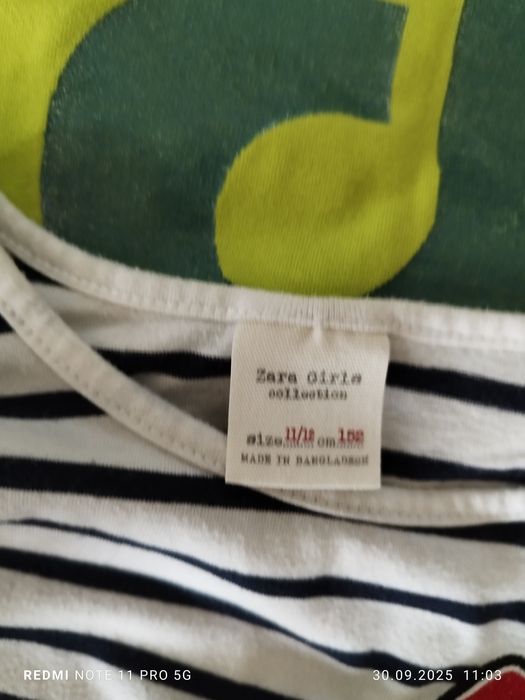 Zara Girls
collection
size 11/12 cm 152
MADE IN BANGLADESH
REDMI NOTE 11 PRO 5G
30.09.2025 11:03